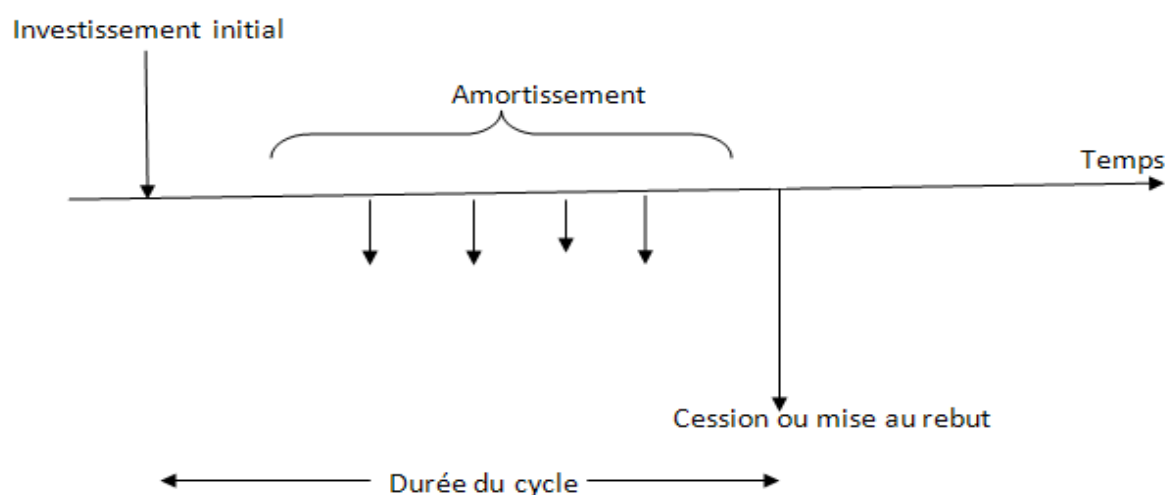 Investissement initial
Amortissement
Temps
Cession ou mise au rebut
Durée du cycle